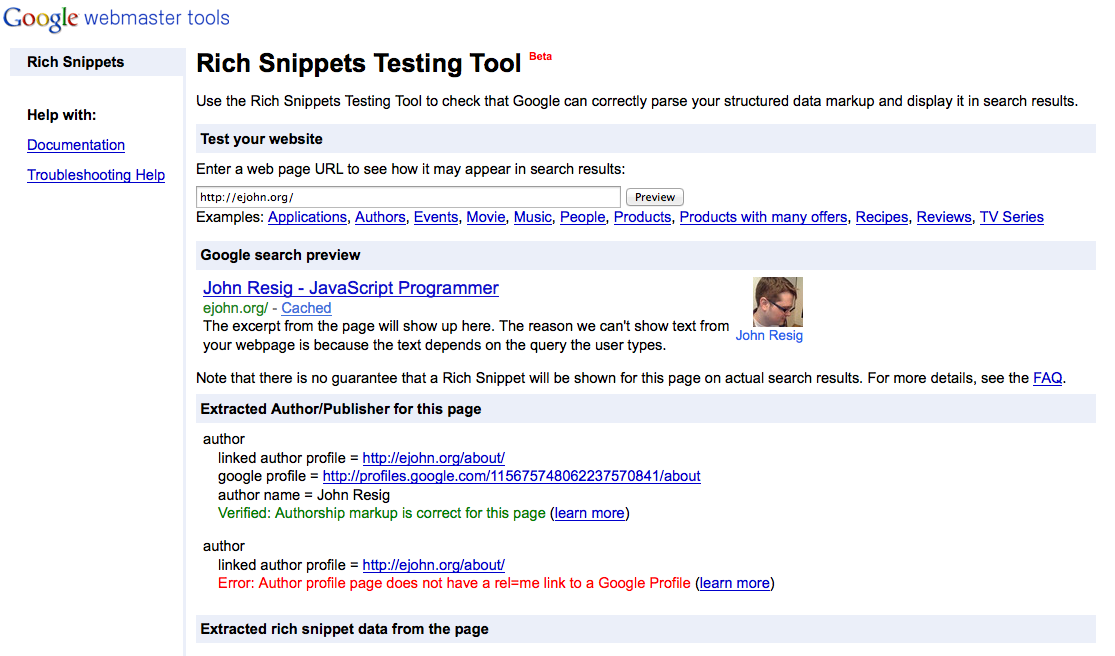 Google webmaster tools
Rich Snippets
Help with:
Documentation
Troubleshooting Help
Rich Snippets Testing Tool Beta
Use the Rich Snippets Testing Tool to check that Google can correctly parse your structured data markup and display it in search results.
Test your website
Enter a web page URL to see how it may appear in search results:
http://ejohn.org/ Preview
Examples: Applications, Authors, Events, Movie, Music, People, Products, Products with many offers, Recipes, Reviews, TV Series
Google search preview
John Resig - JavaScript Programmer
ejohn.org/ - Cached
The excerpt from the page will show up here. The reason we can't show text from
your webpage is because the text depends on the query the user types.
John Resig
Note that there is no guarantee that a Rich Snippet will be shown for this page on actual search results. For more details, see the FAQ.
Extracted Author/Publisher for this page
author
linked author profile = http://ejohn.org/about/
google profile = http://profiles.google.com/115675748062237570841/about
author name = John Resig
Verified: Authorship markup is correct for this page (learn more)
author
linked author profile = http://ejohn.org/about/
Error: Author profile page does not have a rel=me link to a Google Profile (learn more)
Extracted rich snippet data from the page